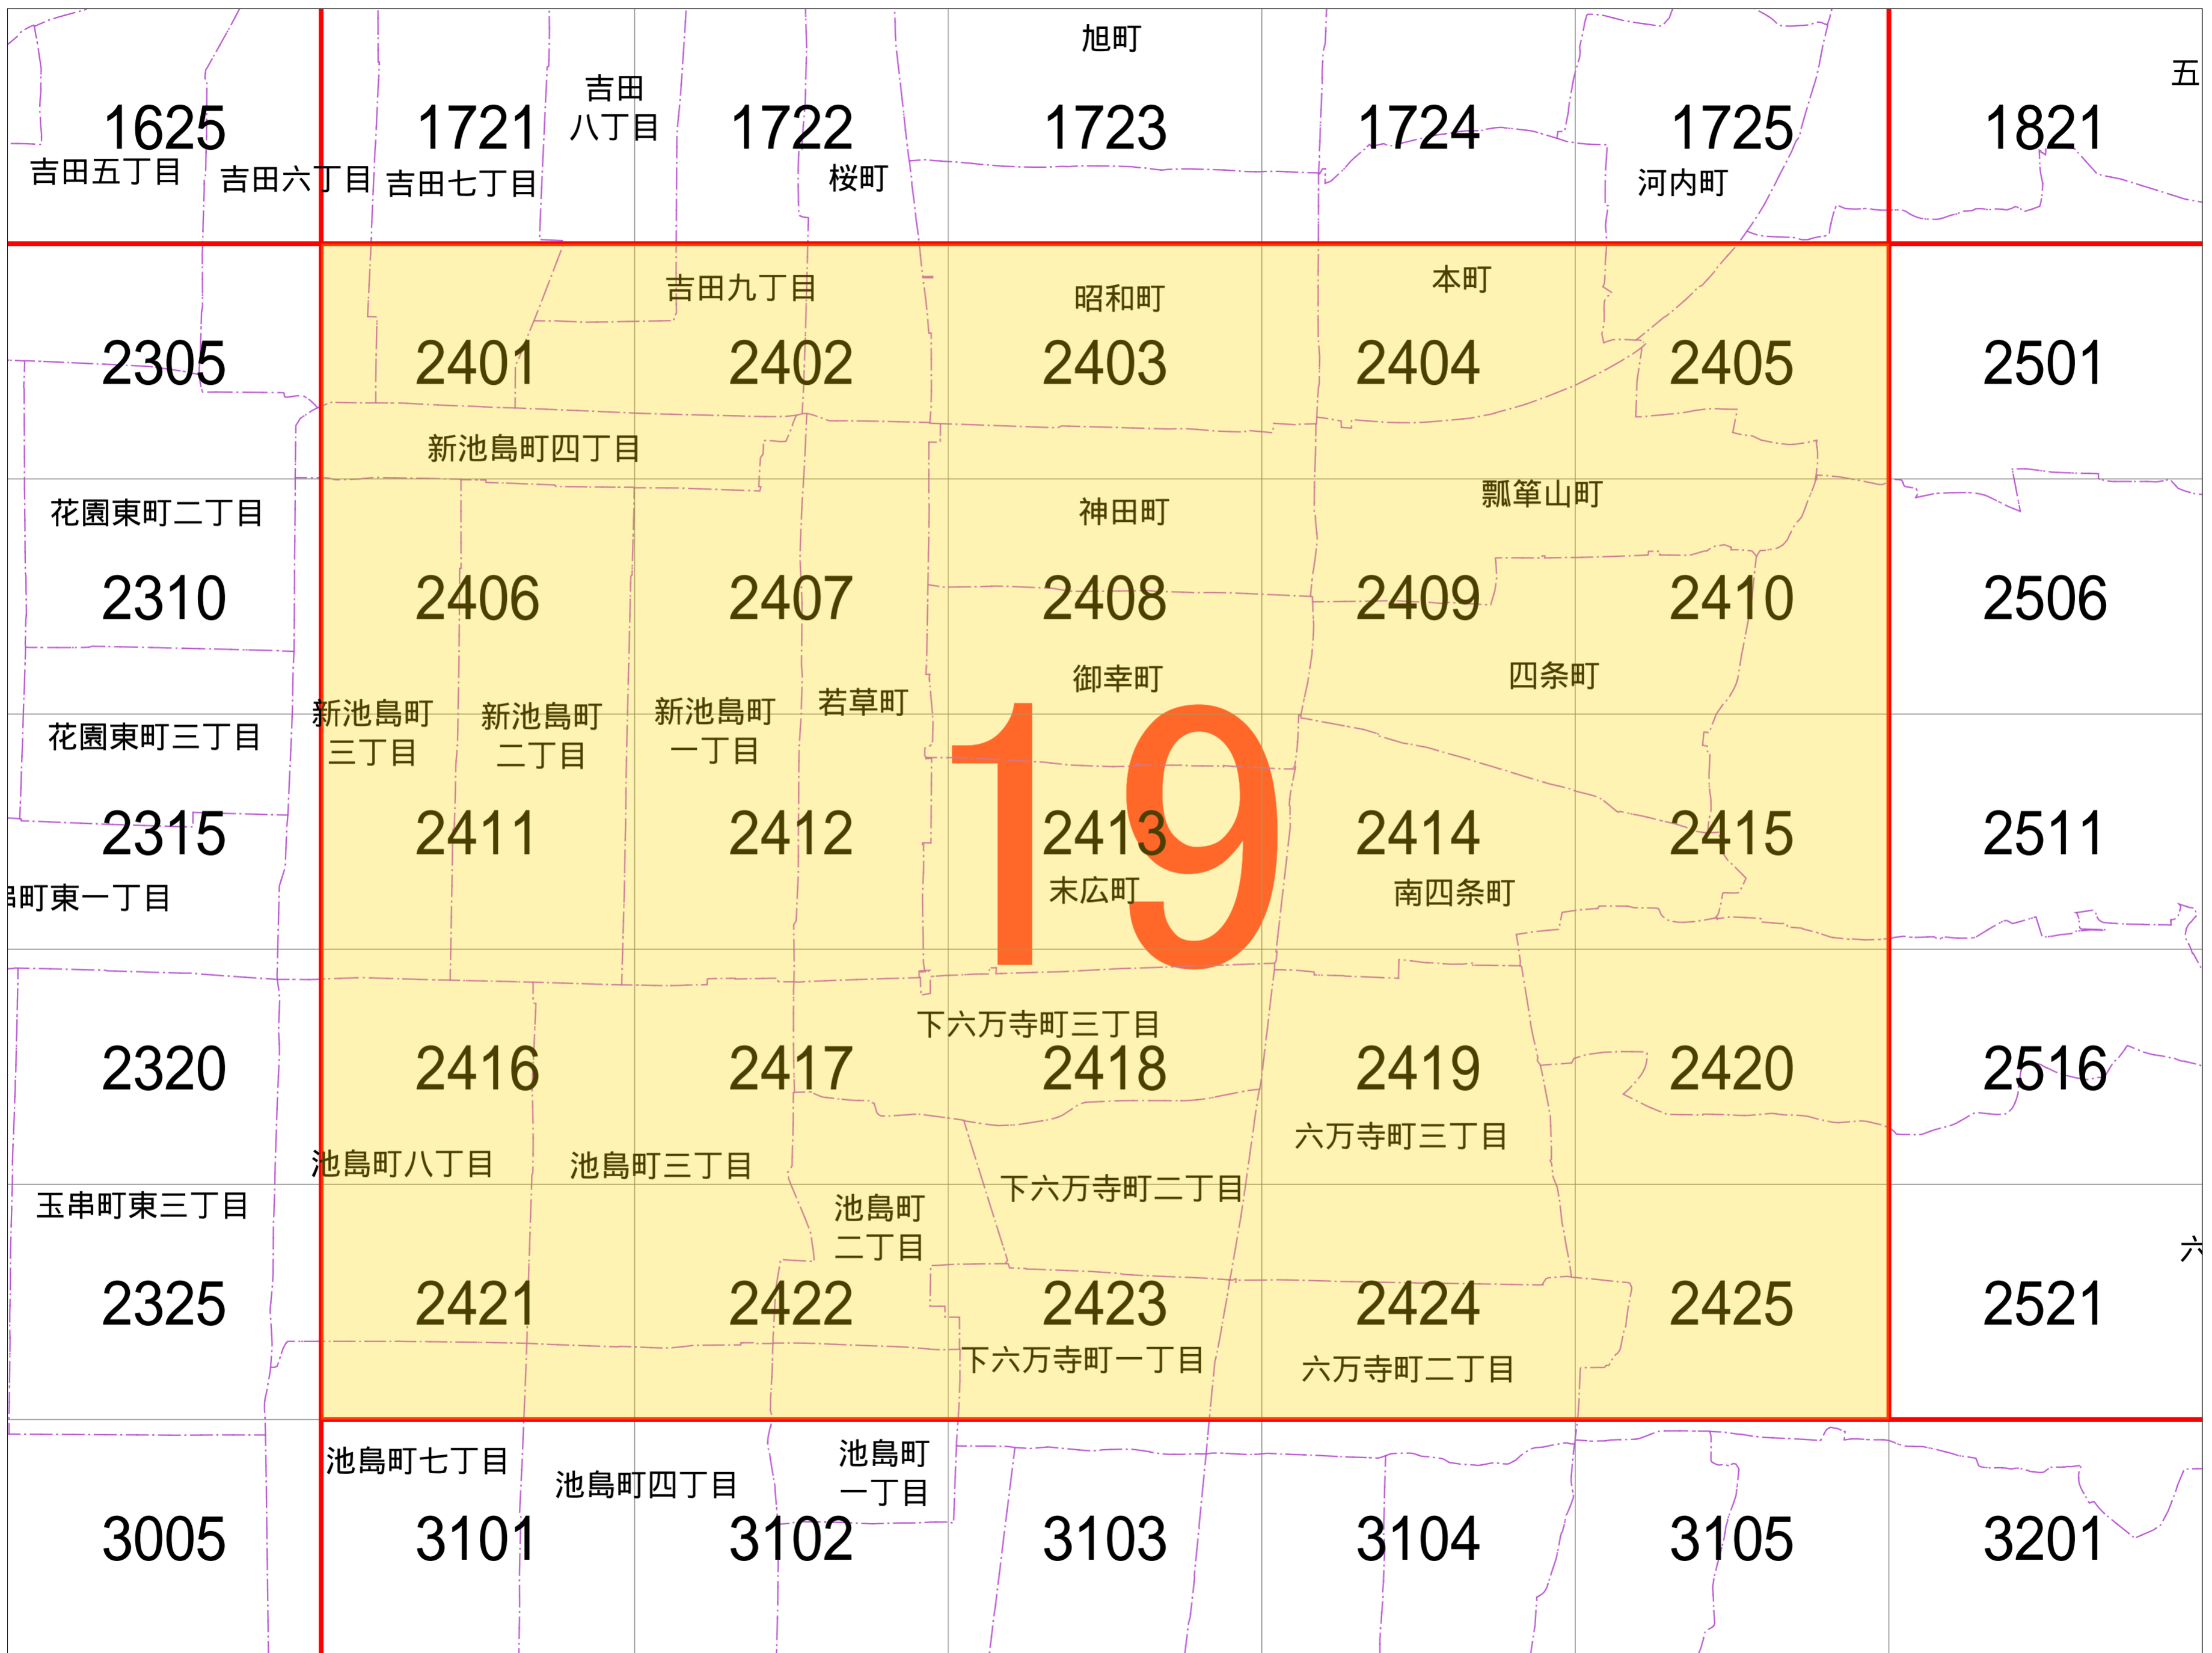 旭町
五
吉田
八丁目
1625
1721
1722
1723
1724
1725
1821
吉田五丁目
吉田六丁目
吉田七丁目
桜町
河内町
吉田九丁目
昭和町
本町
2305
2401
2402
2403
2404
2405
2501
新池島町四丁目
花園東町二丁目
神田町
瓢箪山町
2310
2406
2407
2408
2409
2410
2506
御幸町
四条町
花園東町三丁目
新池島町
三丁目
新池島町
二丁目
新池島町
一丁目
若草町
19
2315
2411
2412
2413
2414
2415
2511
串町東一丁目
末広町
南四条町
下六万寺町三丁目
2320
2416
2417
2418
2419
2420
2516
六万寺町三丁目
池島町八丁目
池島町三丁目
下六万寺町二丁目
玉串町東三丁目
池島町
二丁目
六
2325
2421
2422
2423
2424
2425
2521
下六万寺町一丁目
六万寺町二丁目
池島町七丁目
池島町四丁目
池島町
一丁目
3005
3101
3102
3103
3104
3105
3201